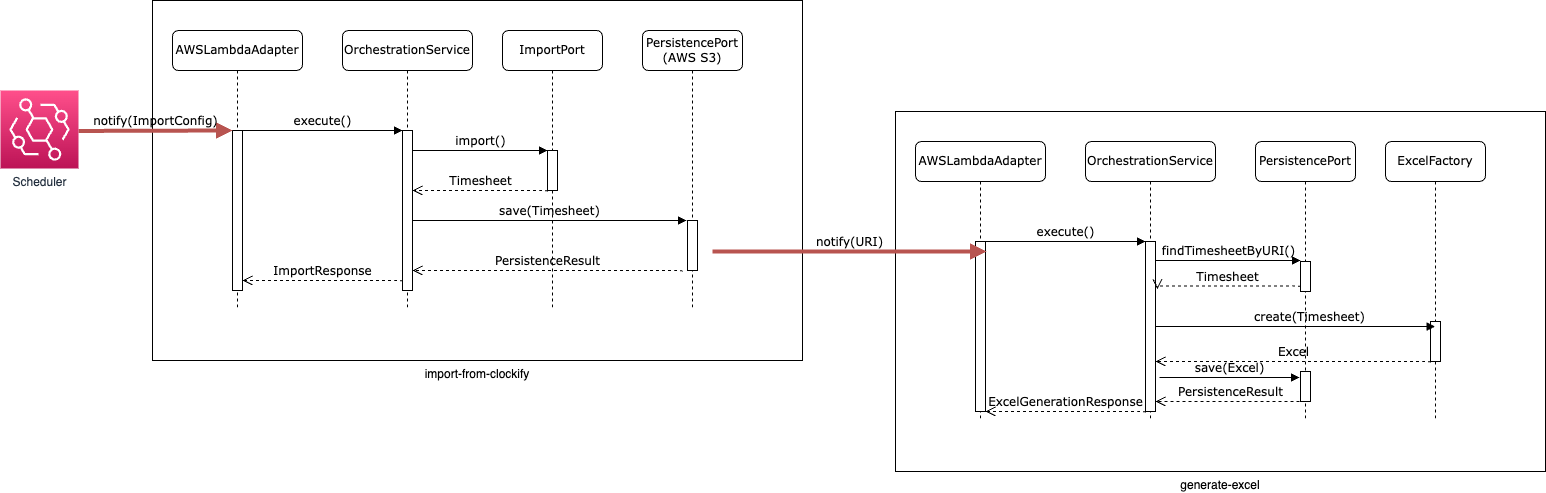 AWSLambdaAdapter
OrchestrationService
ImportPort
PersistencePort
(AWS S3)
notify(ImportConfig)
execute()
import()
Scheduler
Timesheet
save(Timesheet)
PersistenceResult
ImportResponse
import-from-clockify
notify(URI)
AWSLambdaAdapter
OrchestrationService
PersistencePort
ExcelFactory
execute()
findTimesheetByURI()
Timesheet
create(Timesheet)
Excel
save(Excel)
PersistenceResult
ExcelGenerationResponse
generate-excel